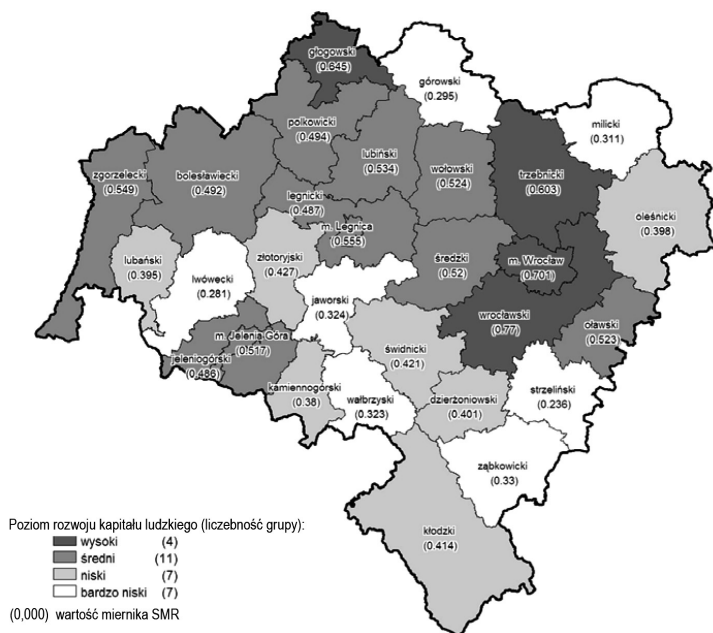 głogowski
(0.645)
górowski
(0.295)
milicki
(0.311)
polkowicki
(0.494)
lubiński
(0.534)
wołowski
(0.524)
trzebnicki
(0.603)
zgorzelecki
(0.549)
bolesławiecki
(0.492)
legnicki
(0.487)
m. Legnica
(0.555)
oleśnicki
(0.398)
lubański
(0.395)
lwówecki
(0.281)
złotoryjski
(0.427)
średzki
(0.52)
m. Wrocław
(0.701)
jaworski
(0.324)
wrocławski
(0.77)
oławski
(0.523)
m. Jelenia Góra
(0.517)
jeleniogórski
(0.486)
świdnicki
(0.421)
kamiennogórski
(0.38)
wałbrzyski
(0.323)
dzierżoniowski
(0.401)
strzeliński
(0.236)
ząbkowicki
(0.33)
kłodzki
(0.414)
Poziom rozwoju kapitału ludzkiego (liczebność grupy):
wysoki (4)
średni (11)
niski (7)
bardzo niski (7)
(0,000) wartość miernika SMR